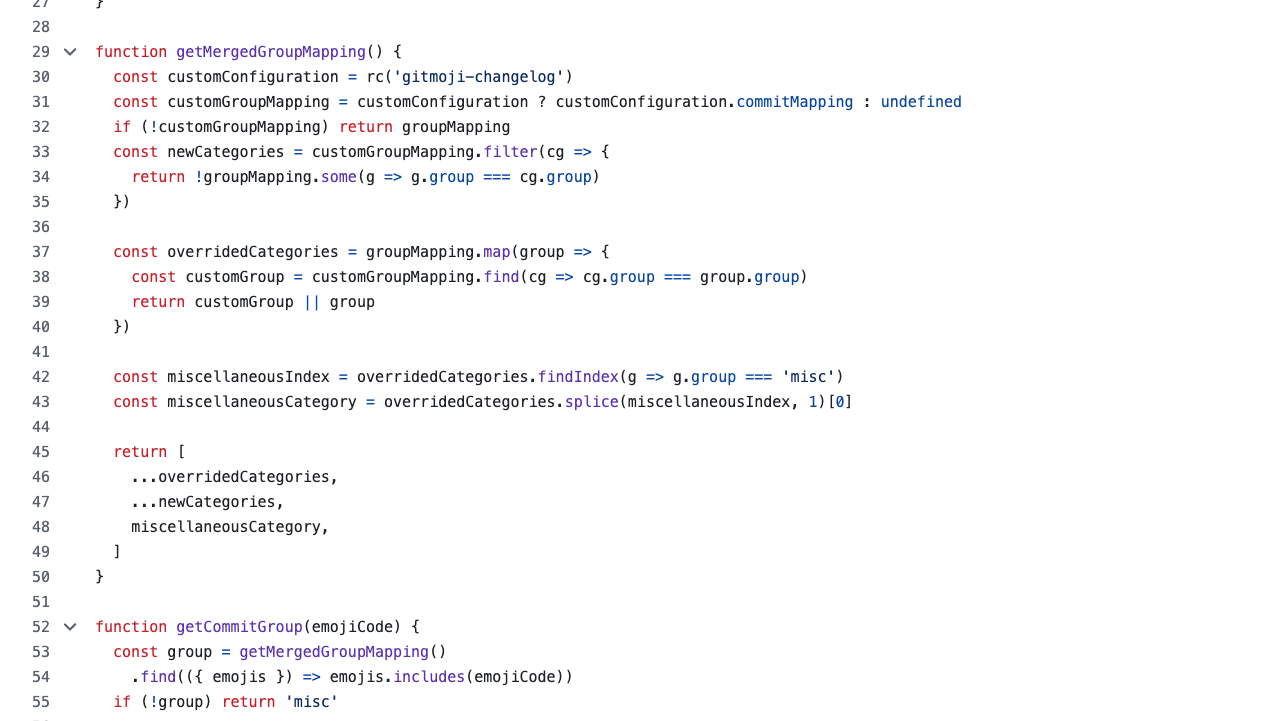 27 }
28
29 function getMergedGroupMapping() {
30 const customConfiguration = rc('gitmoji-changelog')
31 const customGroupMapping = customConfiguration ? customConfiguration.commitMapping : undefined
32 if (!customGroupMapping) return groupMapping
33 const newCategories = customGroupMapping.filter(cg => {
34 return !groupMapping.some(g => g.group === cg.group)
35 })
36
37 const overridedCategories = groupMapping.map(group => {
38 const customGroup = customGroupMapping.find(cg => cg.group === group.group)
39 return customGroup || group
40 })
41
42 const miscellaneousIndex = overridedCategories.findIndex(g => g.group === 'misc')
43 const miscellaneousCategory = overridedCategories.splice(miscellaneousIndex, 1)[0]
44
45 return [
46 ...overridedCategories,
47 ...newCategories,
48 miscellaneousCategory,
49 ]
50 }
51
52 function getCommitGroup(emojiCode) {
53 const group = getMergedGroupMapping()
54 .find(({ emojis }) => emojis.includes(emojiCode))
55 if (!group) return 'misc'